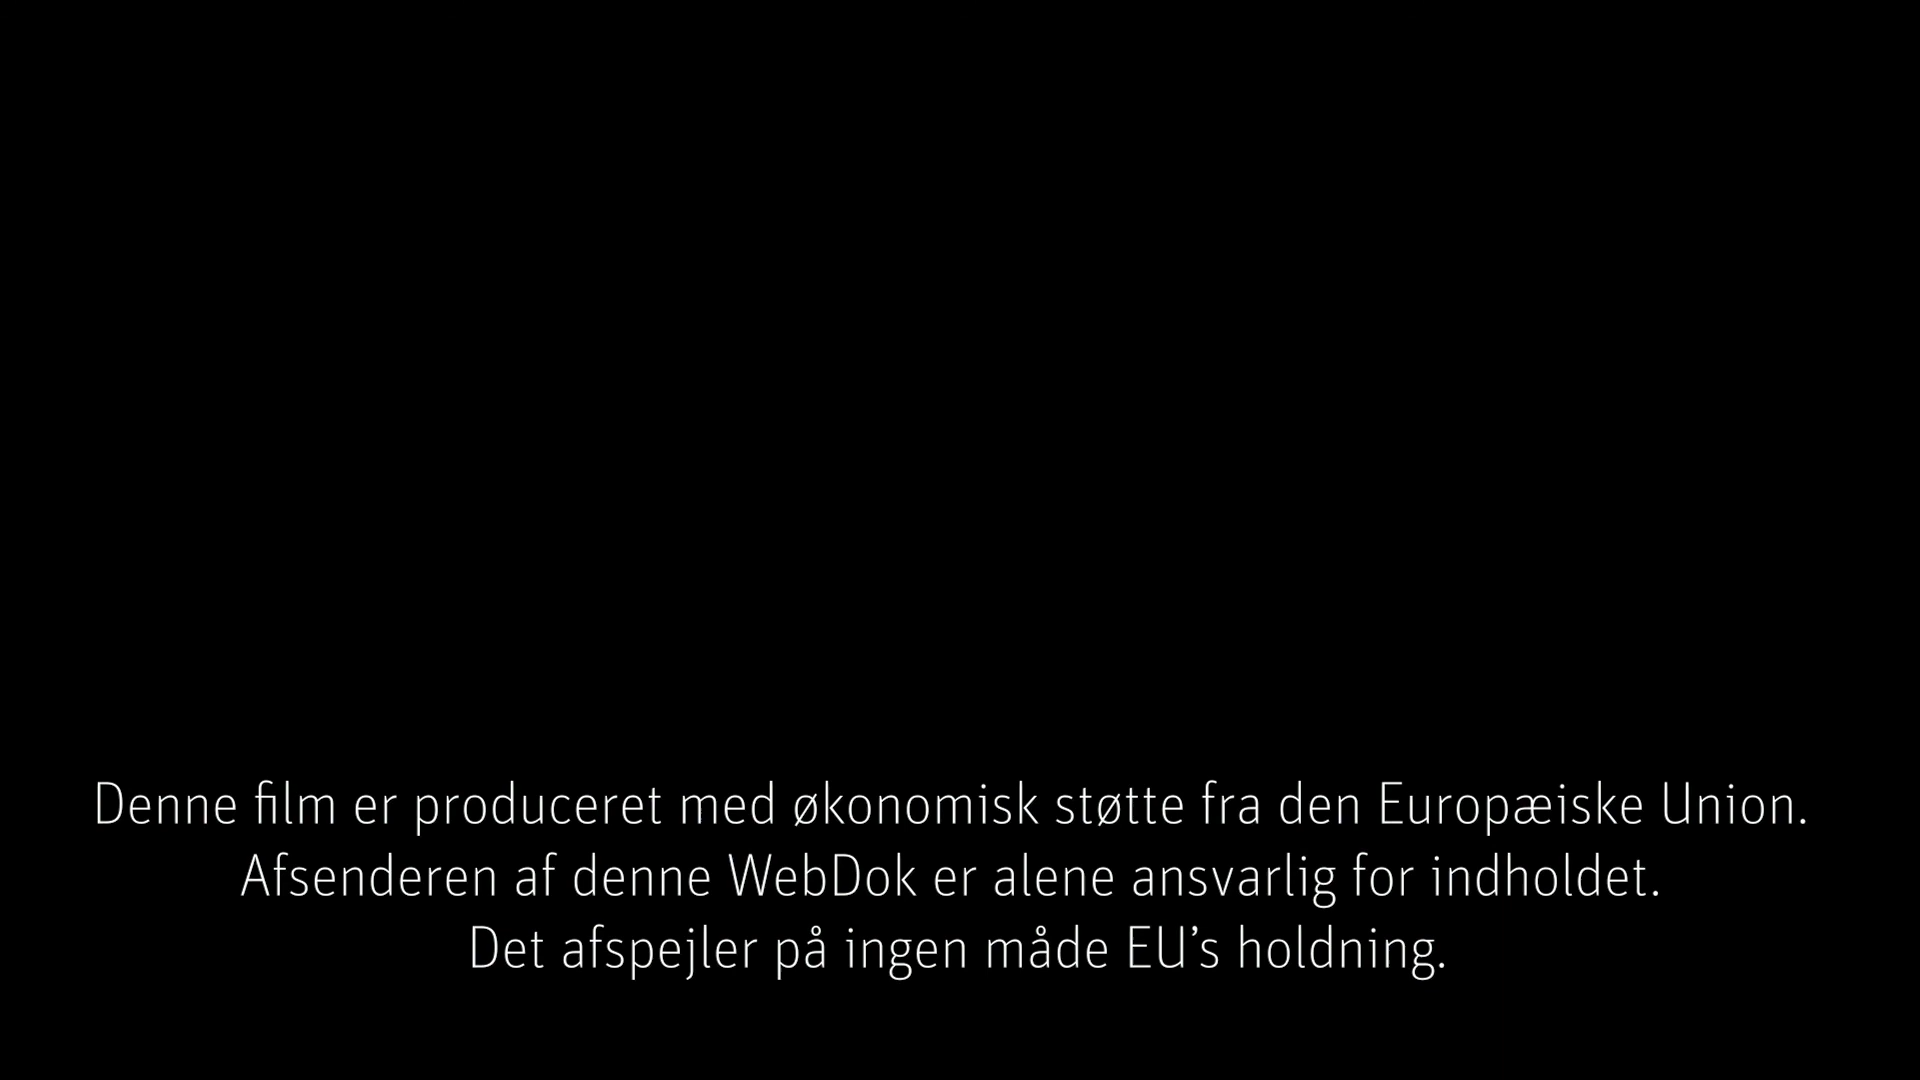 Denne film er produceret med økonomisk støtte fra den Europæiske Union.
Afsenderen af denne WebDok er alene ansvarlig for indholdet.
Det afspejler på ingen måde EU’s holdning.